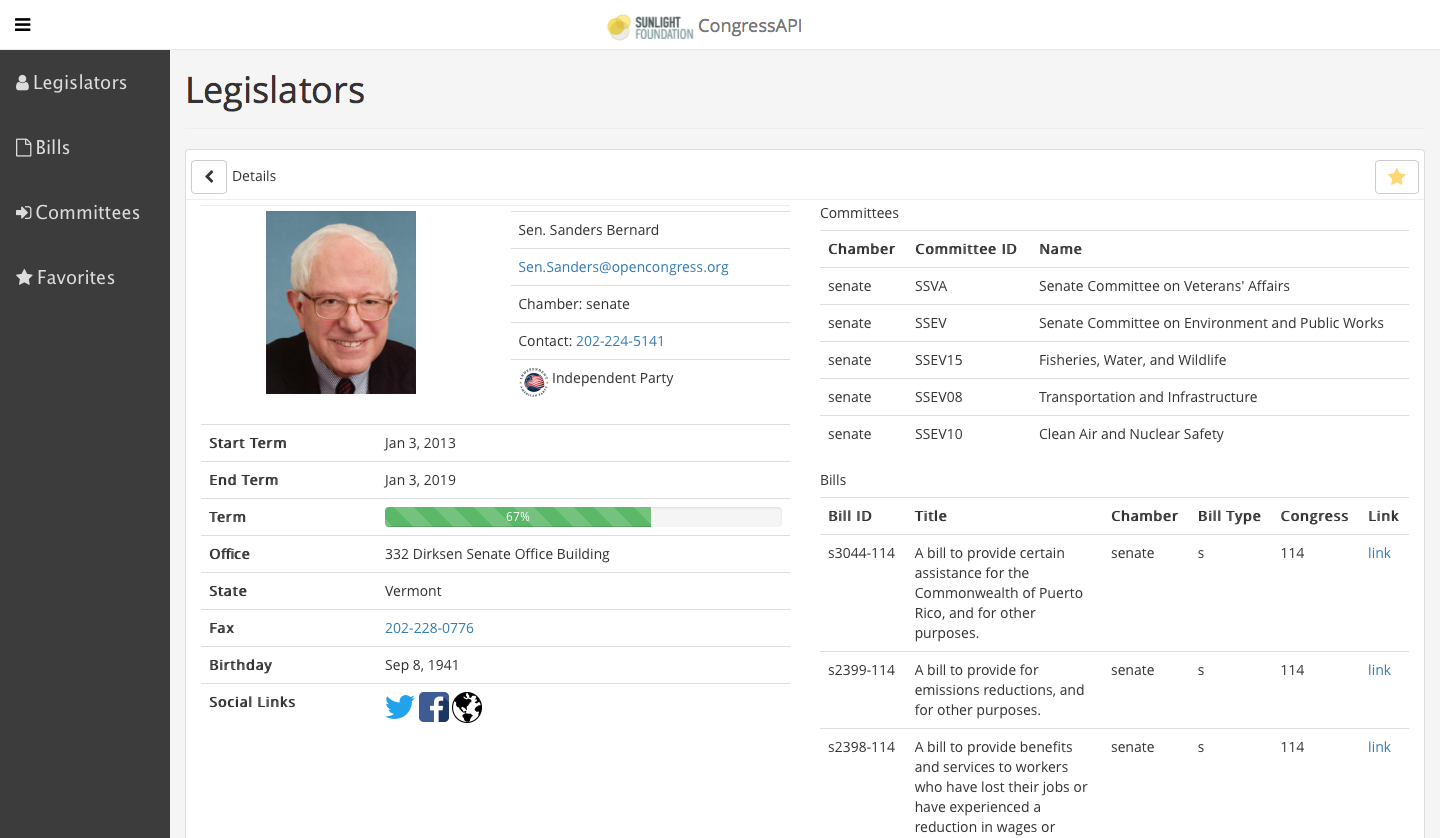 SUNLIGHT
FOUNDATION
CongressAPI
Legislators
Bills
Committees
Favorites
Legislators
Details
Sen. Sanders Bernard
Sen.Sanders@opencongress.org
Chamber: senate
Contact: 202-224-5141
Independent Party
Start Term Jan 3, 2013
End Term Jan 3, 2019
Term 67%
Office 332 Dirksen Senate Office Building
State Vermont
Fax 202-228-0776
Birthday Sep 8, 1941
Social Links
Committees
Chamber Committee ID Name
senate SSVA Senate Committee on Veterans' Affairs
senate SSEV Senate Committee on Environment and Public Works
senate SSEV15 Fisheries, Water, and Wildlife
senate SSEV08 Transportation and Infrastructure
senate SSEV10 Clean Air and Nuclear Safety
Bills
Bill ID Title Chamber Bill Type Congress Link
s3044-114 A bill to provide certain senate s 114 link
assistance for the
Commonwealth of Puerto
Rico, and for other
purposes.
s2399-114 A bill to provide for senate s 114 link
emissions reductions, and
for other purposes.
s2398-114 A bill to provide benefits senate s 114 link
and services to workers
who have lost their jobs or
have experienced a
reduction in wages or